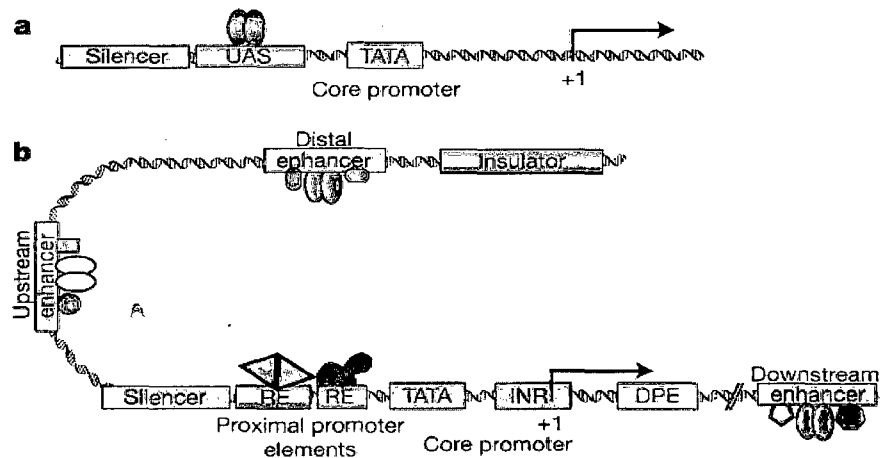 a
Silencer UAS TATA
Core promoter +1
b
Distal
enhancer Insulator
Upstream
enhancer
Silencer RE RE TATA INR DPE
Downstream
enhancer
Proximal promoter
elements
Core promoter
+1